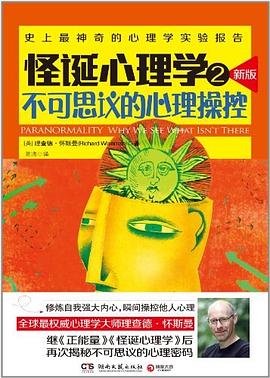 史上最神奇的心理学实验报告
怪诞心理学2 新版
不可思议的心理操控
PARANORMALITY WHY WE SEE WHAT ISN'T THERE
[英] 理查德·怀斯曼(Richard Wiseman) 著
修炼自我强大内心,瞬间操控他人心理
全球最权威心理学大师理查德·怀斯曼
继《正能量》《怪诞心理学》后
再次揭秘不可思议的心理密码
湖南文艺出版社
博集天卷